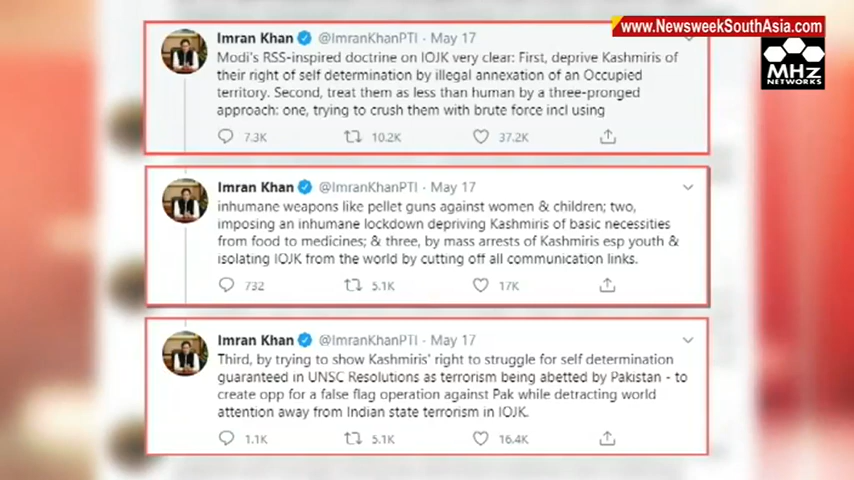 www.NewsweekSouthAsia.com
MHz
NETWORKS
Imran Khan @ImranKhanPTI · May 17
Modi's RSS-inspired doctrine on IOJK very clear: First, deprive Kashmiris of
their right of self determination by illegal annexation of an Occupied
territory. Second, treat them as less than human by a three-pronged
approach: one, trying to crush them with brute force incl using
7.3K 10.2K 37.2K
Imran Khan @ImranKhanPTI · May 17
inhumane weapons like pellet guns against women & children; two,
imposing an inhumane lockdown depriving Kashmiris of basic necessities
from food to medicines; & three, by mass arrests of Kashmiris esp youth &
isolating IOJK from the world by cutting off all communication links.
732 5.1K 17K
Imran Khan @ImranKhanPTI · May 17
Third, by trying to show Kashmiris' right to struggle for self determination
guaranteed in UNSC Resolutions as terrorism being abetted by Pakistan - to
create opp for a false flag operation against Pak while detracting world
attention away from Indian state terrorism in IOJK.
1.1K 5.1K 16.4K